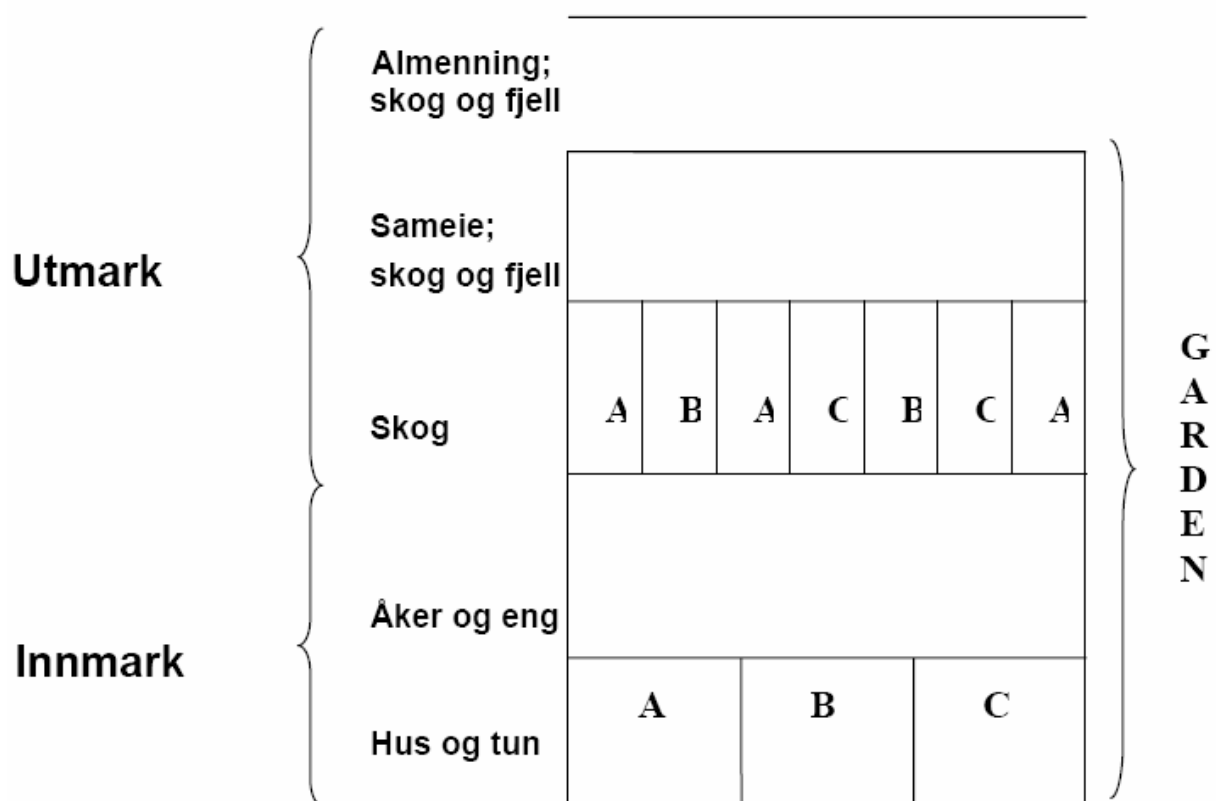 Almenning;
skog og fjell
Sameie;
Utmark
skog og fjell
G
A
R
D
E
N
A B A C B C A
Skog
Åker og eng
Innmark
A B C
Hus og tun